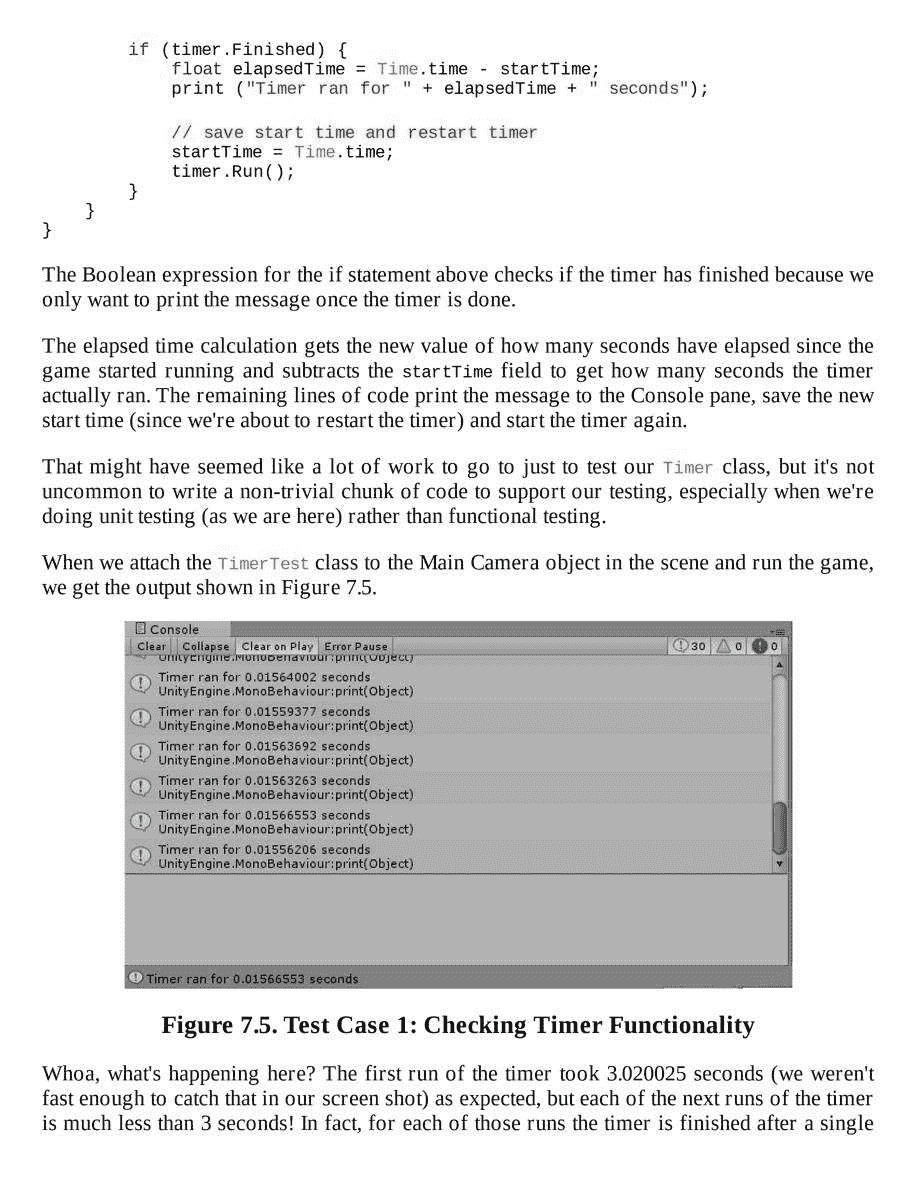 if (timer.Finished) {
float elapsedTime = Time.time - startTime;
print ("Timer ran for " + elapsedTime + " seconds");
// save start time and restart timer
startTime = Time.time;
timer.Run();
}
}
}
The Boolean expression for the if statement above checks if the timer has finished because we
only want to print the message once the timer is done.
The elapsed time calculation gets the new value of how many seconds have elapsed since the
game started running and subtracts the startTime field to get how many seconds the timer
actually ran. The remaining lines of code print the message to the Console pane, save the new
start time (since we're about to restart the timer) and start the timer again.
That might have seemed like a lot of work to go to just to test our Timer class, but it's not
uncommon to write a non-trivial chunk of code to support our testing, especially when we're
doing unit testing (as we are here) rather than functional testing.
When we attach the TimerTest class to the Main Camera object in the scene and run the game,
we get the output shown in Figure 7.5.
Console
Clear Collapse Clear on Play Error Pause 30 0 0
UnityEngine.MonoBehaviour:print(Object)
Timer ran for 0.01564002 seconds
UnityEngine.MonoBehaviour:print(Object)
Timer ran for 0.01559377 seconds
UnityEngine.MonoBehaviour:print(Object)
Timer ran for 0.01563692 seconds
UnityEngine.MonoBehaviour:print(Object)
Timer ran for 0.01563263 seconds
UnityEngine.MonoBehaviour:print(Object)
Timer ran for 0.01566553 seconds
UnityEngine.MonoBehaviour:print(Object)
Timer ran for 0.01556206 seconds
UnityEngine.MonoBehaviour:print(Object)
Timer ran for 0.01566553 seconds
Figure 7.5. Test Case 1: Checking Timer Functionality
Whoa, what's happening here? The first run of the timer took 3.020025 seconds (we weren't
fast enough to catch that in our screen shot) as expected, but each of the next runs of the timer
is much less than 3 seconds! In fact, for each of those runs the timer is finished after a single